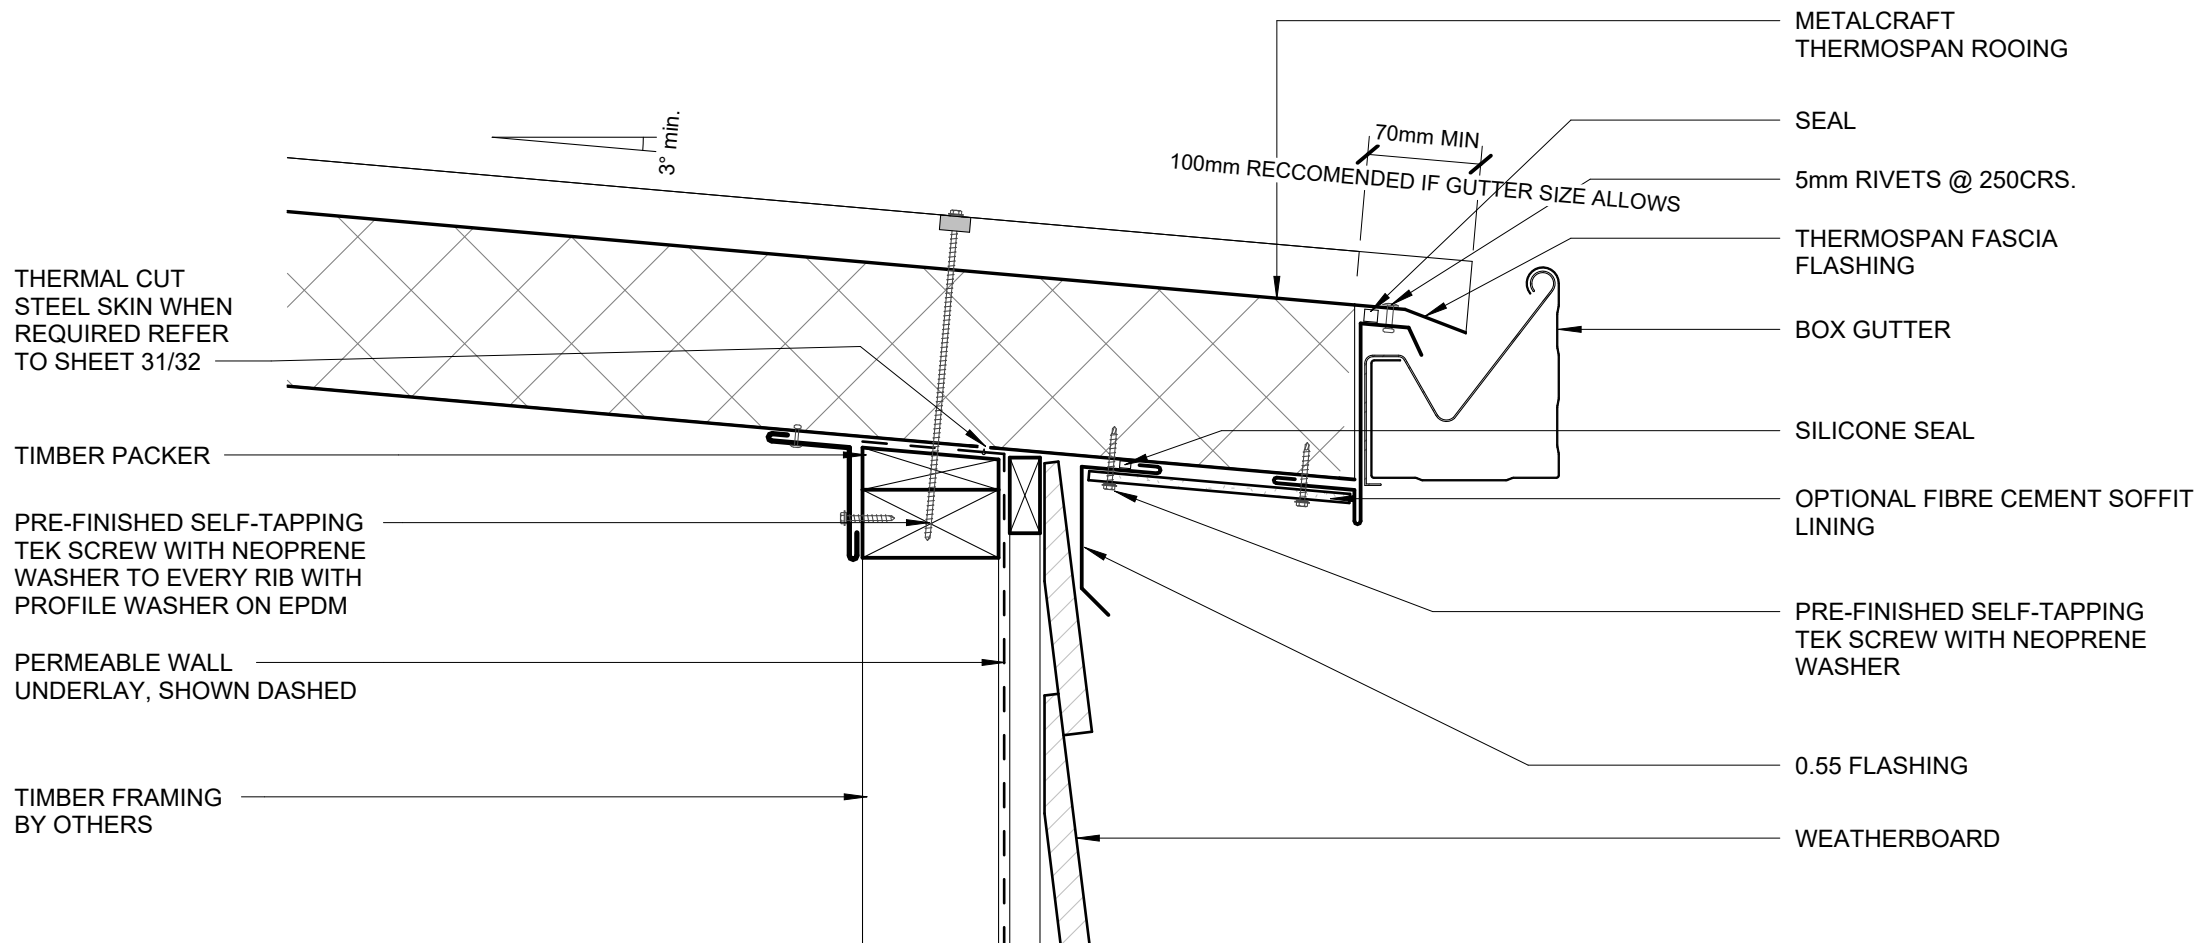 METALCRAFT
THERMOSPAN ROOING
SEAL
70mm MIN
100mm RECCOMENDED IF GUTTER SIZE ALLOWS
3° min.
5mm RIVETS @ 250CRS.
THERMOSPAN FASCIA
FLASHING
THERMAL CUT
STEEL SKIN WHEN
REQUIRED REFER
TO SHEET 31/32
BOX GUTTER
SILICONE SEAL
TIMBER PACKER
OPTIONAL FIBRE CEMENT SOFFIT
LINING
PRE-FINISHED SELF-TAPPING
TEK SCREW WITH NEOPRENE
WASHER TO EVERY RIB WITH
PROFILE WASHER ON EPDM
PRE-FINISHED SELF-TAPPING
TEK SCREW WITH NEOPRENE
WASHER
PERMEABLE WALL
UNDERLAY, SHOWN DASHED
0.55 FLASHING
TIMBER FRAMING
BY OTHERS
WEATHERBOARD